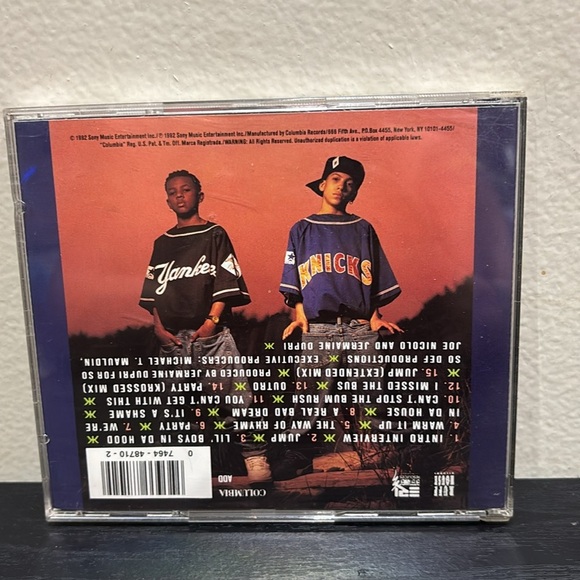 © 1992 Sony Music Entertainment Inc./℗ 1992 Sony Music Entertainment Inc./Manufactured by Columbia Records/666 Fifth Ave., P.O. Box 4455, New York, NY 10101-4455/
"Columbia" Reg. U.S. Pat. & Tm. Off. Marca Registrada./WARNING: All Rights Reserved. Unauthorized duplication is a violation of applicable laws.
Yankee
KNICKS
1. INTRO INTERVIEW ж 2. JUMP ж 3. LIL' BOYS IN DA HOOD ж
4. WARM IT UP ж 5. THE WAY OF RHYME ж 6. PARTY ж 7. WE'RE
IN DA HOUSE ж 8. A REAL BAD DREAM ж 9. IT'S A SHAME ж
10. CAN'T STOP THE BUM RUSH ж 11. YOU CAN'T GET WITH THIS ж
12. I MISSED THE BUS ж 13. OUTRO ж 14. PARTY (KROSSED MIX)
15. JUMP (EXTENDED MIX) ж PRODUCED BY JERMAINE DUPRI FOR SO
SO DEF PRODUCTIONS ж EXECUTIVE PRODUCERS: MICHAEL T. MAULDIN,
JOE NICOLO AND JERMAINE DUPRI ж
0 7464-48710-2
COLUMBIA
ADD
RUFF
HOUSE